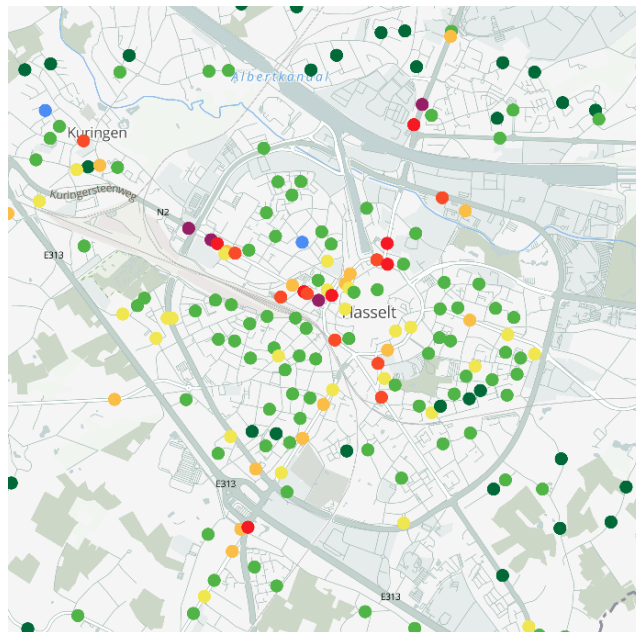 Albertkanaal
Kuringen
Kuringersteenweg
N2
E313
Hasselt
E313
E313